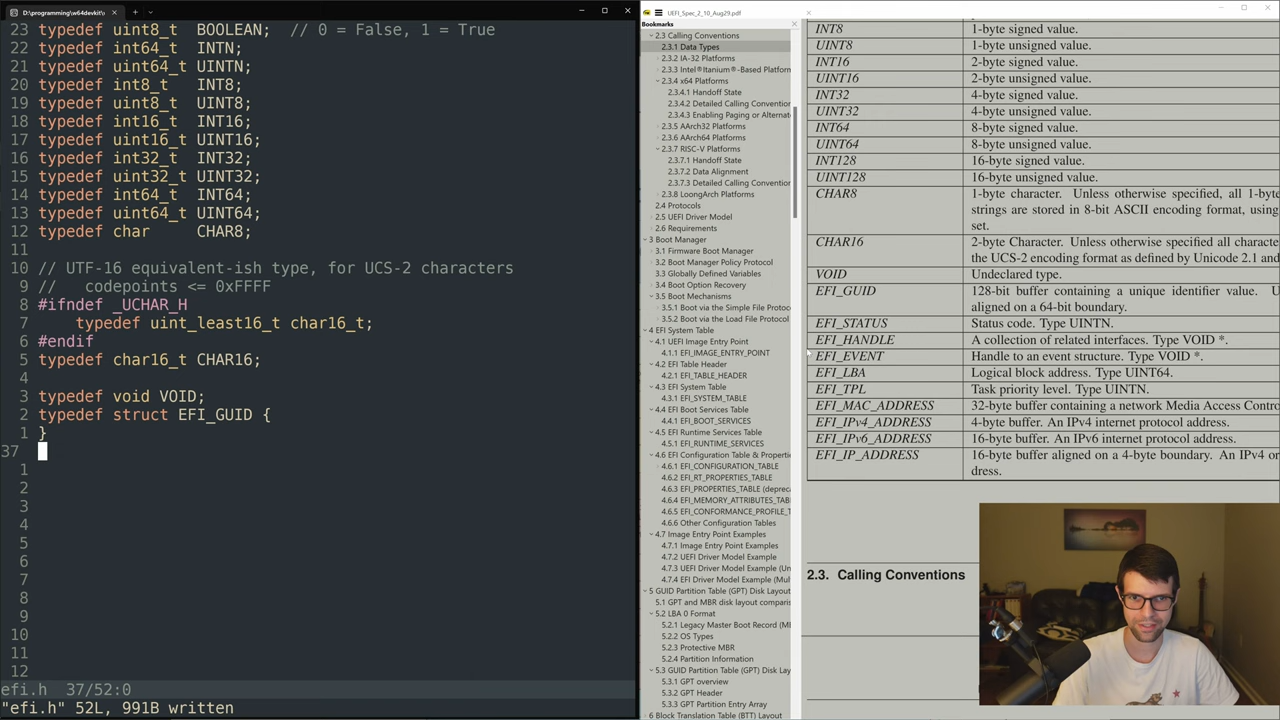 D:\programming\w64devkit\
23 typedef uint8_t BOOLEAN; // 0 = False, 1 = True
22 typedef int64_t INTN;
21 typedef uint64_t UINTN;
20 typedef int8_t INT8;
19 typedef uint8_t UINT8;
18 typedef int16_t INT16;
17 typedef uint16_t UINT16;
16 typedef int32_t INT32;
15 typedef uint32_t UINT32;
14 typedef int64_t INT64;
13 typedef uint64_t UINT64;
12 typedef char CHAR8;
11
10 // UTF-16 equivalent-ish type, for UCS-2 characters
9 // codepoints <= 0xFFFF
8 #ifndef _UCHAR_H
7 typedef uint_least16_t char16_t;
6 #endif
5 typedef char16_t CHAR16;
4
3 typedef void VOID;
2 typedef struct EFI_GUID {
1 }
37
1
2
3
4
5
6
7
8
9
10
11
12
efi.h 37/52:0
"efi.h" 52L, 991B written
UEFI_Spec_2_10_Aug29.pdf
Bookmarks
2.3 Calling Conventions
2.3.1 Data Types
2.3.2 IA-32 Platforms
2.3.3 Intel®Itanium®-Based Platform
2.3.4 x64 Platforms
2.3.4.1 Handoff State
2.3.4.2 Detailed Calling Convention
2.3.4.3 Enabling Paging or Alternat
2.3.5 AArch32 Platforms
2.3.6 AArch64 Platforms
2.3.7 RISC-V Platforms
2.3.7.1 Handoff State
2.3.7.2 Data Alignment
2.3.7.3 Detailed Calling Convention
2.3.8 LoongArch Platforms
2.4 Protocols
2.5 UEFI Driver Model
2.6 Requirements
3 Boot Manager
3.1 Firmware Boot Manager
3.2 Boot Manager Policy Protocol
3.3 Globally Defined Variables
3.4 Boot Option Recovery
3.5 Boot Mechanisms
3.5.1 Boot via the Simple File Protoc
3.5.2 Boot via the Load File Protocol
4 EFI System Table
4.1 UEFI Image Entry Point
4.1.1 EFI_IMAGE_ENTRY_POINT
4.2 EFI Table Header
4.2.1 EFI_TABLE_HEADER
4.3 EFI System Table
4.3.1 EFI_SYSTEM_TABLE
4.4 EFI Boot Services Table
4.4.1 EFI_BOOT_SERVICES
4.5 EFI Runtime Services Table
4.5.1 EFI_RUNTIME_SERVICES
4.6 EFI Configuration Table & Properti
4.6.1 EFI_CONFIGURATION_TABLE
4.6.2 EFI_RT_PROPERTIES_TABLE
4.6.3 EFI_PROPERTIES_TABLE (deprec
4.6.4 EFI_MEMORY_ATTRIBUTES_TAB
4.6.5 EFI_CONFORMANCE_PROFILE_T
4.6.6 Other Configuration Tables
4.7 Image Entry Point Examples
4.7.1 Image Entry Point Examples
4.7.2 UEFI Driver Model Example
4.7.3 UEFI Driver Model Example (Un
4.7.4 EFI Driver Model Example (Mul
5 GUID Partition Table (GPT) Disk Layout
5.1 GPT and MBR disk layout comparis
5.2 LBA 0 Format
5.2.1 Legacy Master Boot Record (M
5.2.2 OS Types
5.2.3 Protective MBR
5.2.4 Partition Information
5.3 GUID Partition Table (GPT) Disk Lay
5.3.1 GPT overview
5.3.2 GPT Header
5.3.3 GPT Partition Entry Array
6 Block Translation Table (BTT) Layout
INT8 1-byte signed value.
UINT8 1-byte unsigned value.
INT16 2-byte signed value.
UINT16 2-byte unsigned value.
INT32 4-byte signed value.
UINT32 4-byte unsigned value.
INT64 8-byte signed value.
UINT64 8-byte unsigned value.
INT128 16-byte signed value.
UINT128 16-byte unsigned value.
CHAR8 1-byte character. Unless otherwise specified, all 1-byte
strings are stored in 8-bit ASCII encoding format, using
set.
CHAR16 2-byte Character. Unless otherwise specified all characte
the UCS-2 encoding format as defined by Unicode 2.1 and
VOID Undeclared type.
EFI_GUID 128-bit buffer containing a unique identifier value. U
aligned on a 64-bit boundary.
EFI_STATUS Status code. Type UINTN.
EFI_HANDLE A collection of related interfaces. Type VOID *.
EFI_EVENT Handle to an event structure. Type VOID *.
EFI_LBA Logical block address. Type UINT64.
EFI_TPL Task priority level. Type UINTN.
EFI_MAC_ADDRESS 32-byte buffer containing a network Media Access Contro
EFI_IPv4_ADDRESS 4-byte buffer. An IPv4 internet protocol address.
EFI_IPv6_ADDRESS 16-byte buffer. An IPv6 internet protocol address.
EFI_IP_ADDRESS 16-byte buffer aligned on a 4-byte boundary. An IPv4 or
dress.
2.3. Calling Conventions